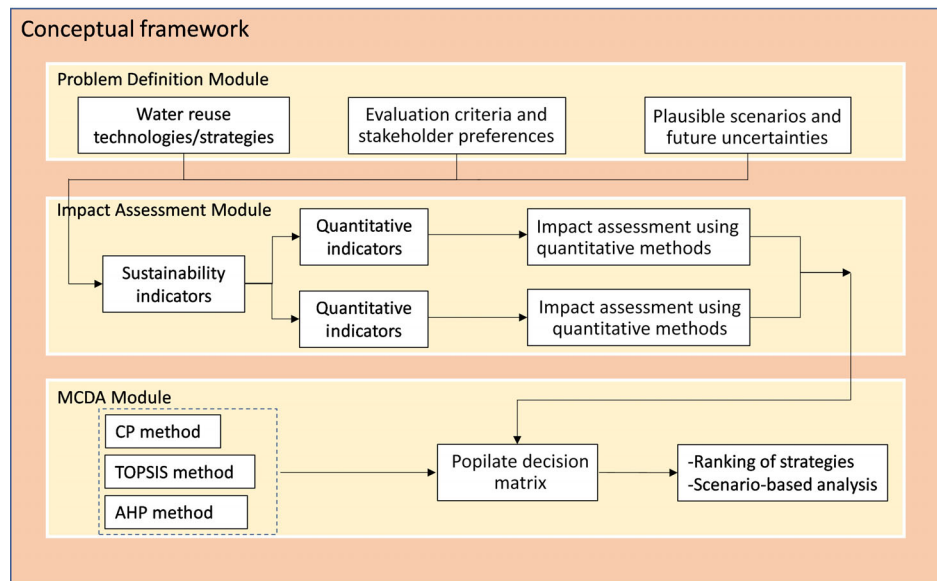 Conceptual framework
Problem Definition Module
Water reuse
technologies/strategies
Evaluation criteria and
stakeholder preferences
Plausible scenarios and
future uncertainties
Impact Assessment Module
Sustainability
indicators
Quantitative
indicators
Impact assessment using
quantitative methods
Quantitative
indicators
Impact assessment using
quantitative methods
MCDA Module
CP method
TOPSIS method
AHP method
Popilate decision
matrix
-Ranking of strategies
-Scenario-based analysis